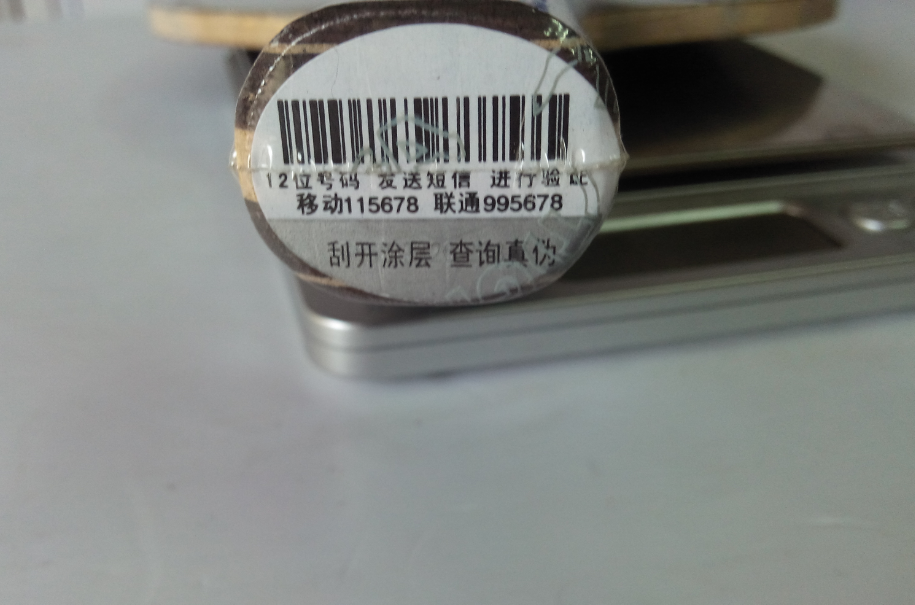 12位号码 发送短信 进行验证
移动115678 联通995678
刮开涂层 查询真伪